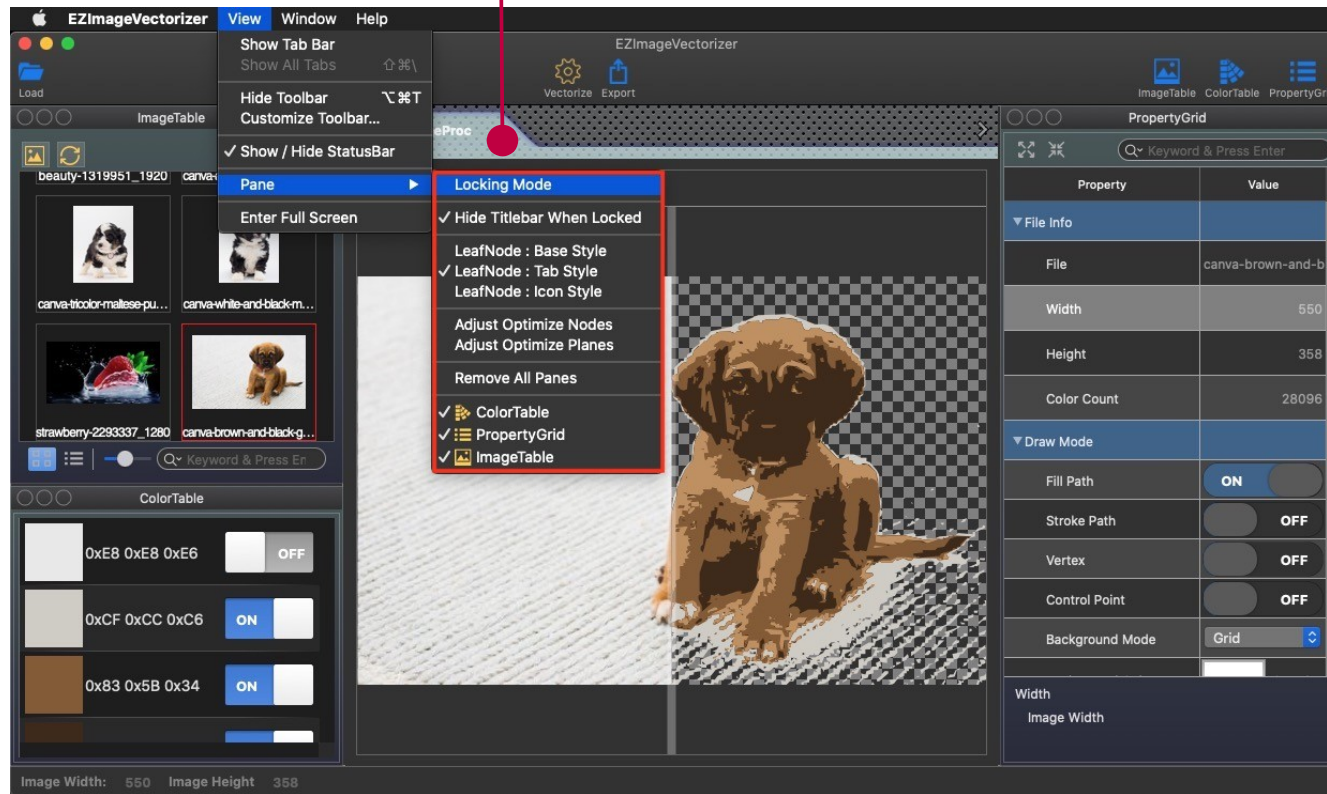 EZImageVectorizer View Window Help
EZImageVectorizer
Load
Vectorize Export
ImageTable ColorTable PropertyGr
Show Tab Bar
Show All Tabs ⇧⌘\
Hide Toolbar ⌥⌘T
Customize Toolbar...
✓ Show / Hide StatusBar
Pane ▶
Enter Full Screen
Locking Mode
✓ Hide Titlebar When Locked
LeafNode : Base Style
✓ LeafNode : Tab Style
LeafNode : Icon Style
Adjust Optimize Nodes
Adjust Optimize Planes
Remove All Panes
✓ ColorTable
✓ PropertyGrid
✓ ImageTable
eProc
ImageTable
beauty-1319951_1920 canva-
canva-tricolor-maltese-pu... canva-white-and-black-m...
strawberry-2293337_1280 canva-brown-and-black-g...
Keyword & Press En
ColorTable
0xE8 0xE8 0xE6 OFF
0xCF 0xCC 0xC6 ON
0x83 0x5B 0x34 ON
PropertyGrid
Keyword & Press Enter
Property Value
File Info
File canva-brown-and-b
Width 550
Height 358
Color Count 28096
Draw Mode
Fill Path ON
Stroke Path OFF
Vertex OFF
Control Point OFF
Background Mode Grid
Width
Image Width
Image Width: 550 Image Height 358